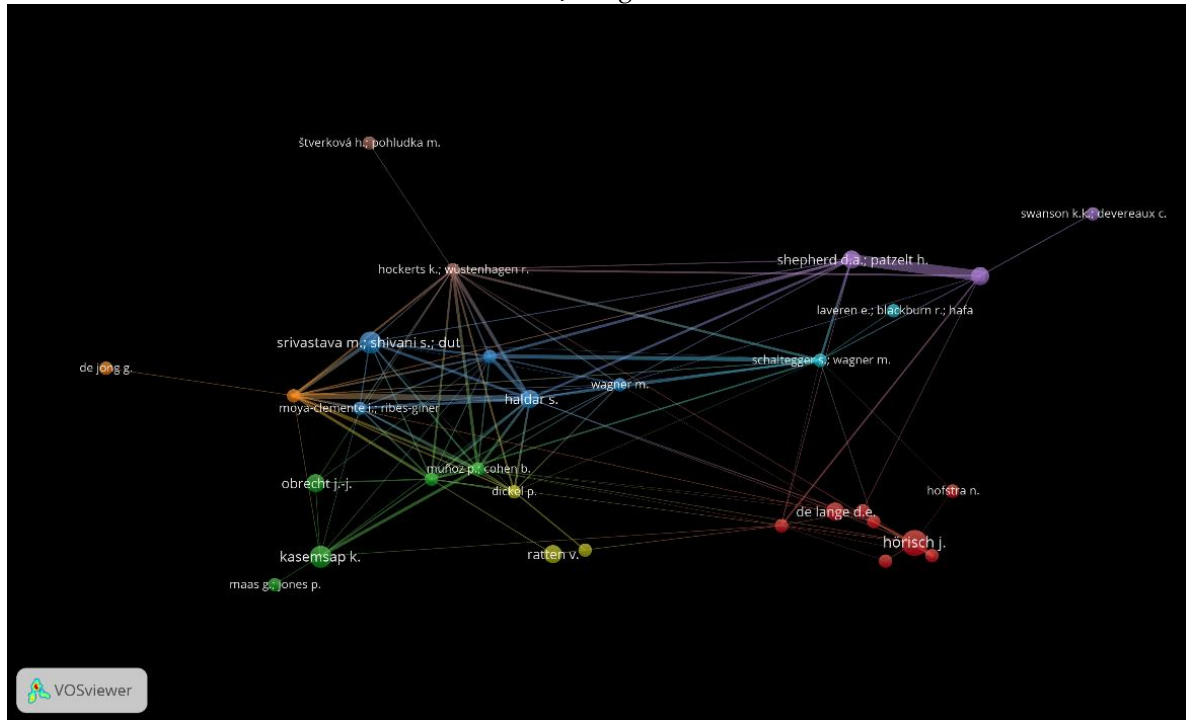 štverková h.; pohludka m.
swanson k.k.; devereaux c.
shepherd d.a.; patzelt h.
hockerts k.; wüstenhagen r.
laveren e.; blackburn r.; hafa
srivastava m.; shivani s.; dut
schaltegger s.; wagner m.
de jong g.
wagner m.
haldar s.
moya-clemente i.; ribes-giner
muñoz p.; cohen b.
obrecht j.-j.
dickel p.
hofstra n.
de lange d.e.
hörisch j.
kasemsap k.
ratten v.
maas g.; jones p.
VOSviewer